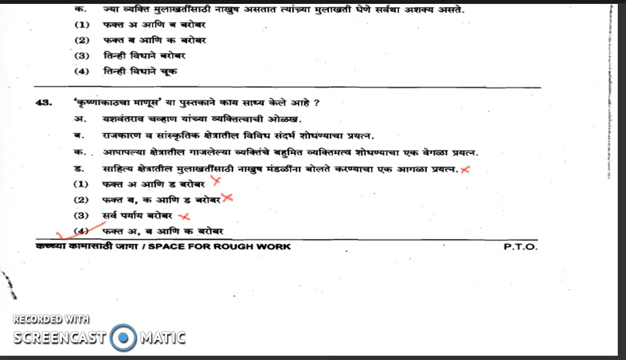 क. ज्या व्यक्ति मुलाखतींसाठी नाखुष असतात त्यांच्या मुलाखती घेणे सर्वचा अशक्य असते.
(1) फक्त अ आणि ब बरोबर
(2) फक्त ब आणि क बरोबर
(3) तिन्ही विधाने बरोबर
(4) तिन्ही विधाने चूक
43. 'कृष्णाकाठचा माणूस' या पुस्तकाने काय साध्य केले आहे ?
अ. यशवंतराव चव्हाण यांच्या व्यक्तित्वाची ओळख.
ब. राजकारण व सांस्कृतिक क्षेत्रातील विविध संदर्भ शोधण्याचा प्रयत्न.
क. आपापल्या क्षेत्रातील गाजलेल्या व्यक्तिंचे बहुमित व्यक्तिमत्व शोधण्याचा एक वेगळा प्रयत्न.
ड. साहित्य क्षेत्रातील मुलाखतींसाठी नाखुष मंडळींना बोलते करण्याचा एक आगळा प्रयत्न.
(1) फक्त अ आणि ड बरोबर
(2) फक्त ब, क आणि ड बरोबर
(3) सर्व पर्याय बरोबर
(4) फक्त अ, ब आणि क बरोबर
कच्च्या कामासाठी जागा / SPACE FOR ROUGH WORK P.T.O.
RECORDED WITH
SCREENCAST MATIC